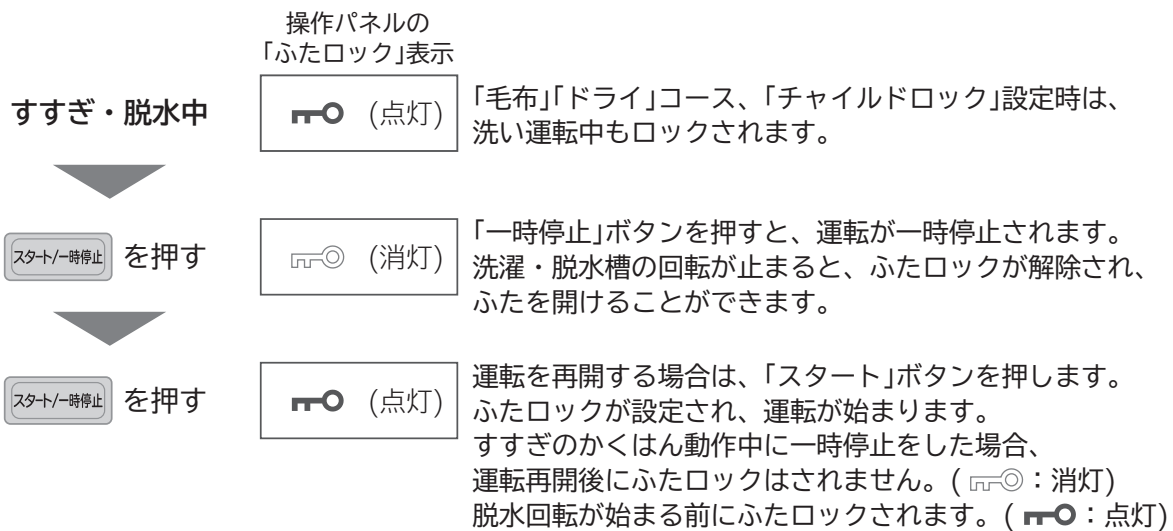 操作パネルの
「ふたロック」表示
すすぎ・脱水中
(点灯)
「毛布」「ドライ」コース、「チャイルドロック」設定時は、
洗い運転中もロックされます。
スタート/一時停止 を押す
(消灯)
「一時停止」ボタンを押すと、運転が一時停止されます。
洗濯・脱水槽の回転が止まると、ふたロックが解除され、
ふたを開けることができます。
スタート/一時停止 を押す
(点灯)
運転を再開する場合は、「スタート」ボタンを押します。
ふたロックが設定され、運転が始まります。
すすぎのかくはん動作中に一時停止をした場合、
運転再開後にふたロックはされません。( :消灯)
脱水回転が始まる前にふたロックされます。( :点灯)